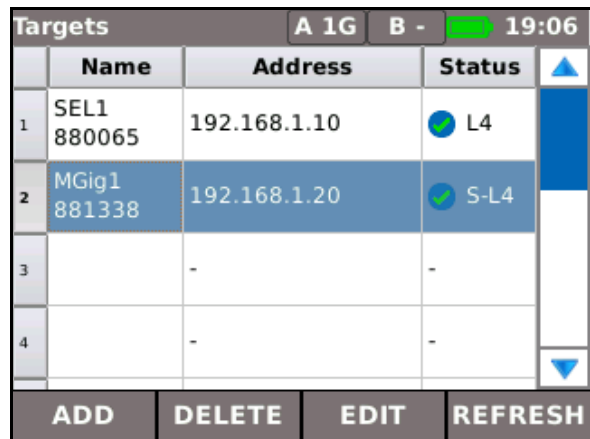 Targets A 1G B - 19:06
Name Address Status
1 SEL1 880065 192.168.1.10 L4
2 MGig1 881338 192.168.1.20 S-L4
3 - -
4 - -
ADD DELETE EDIT REFRESH